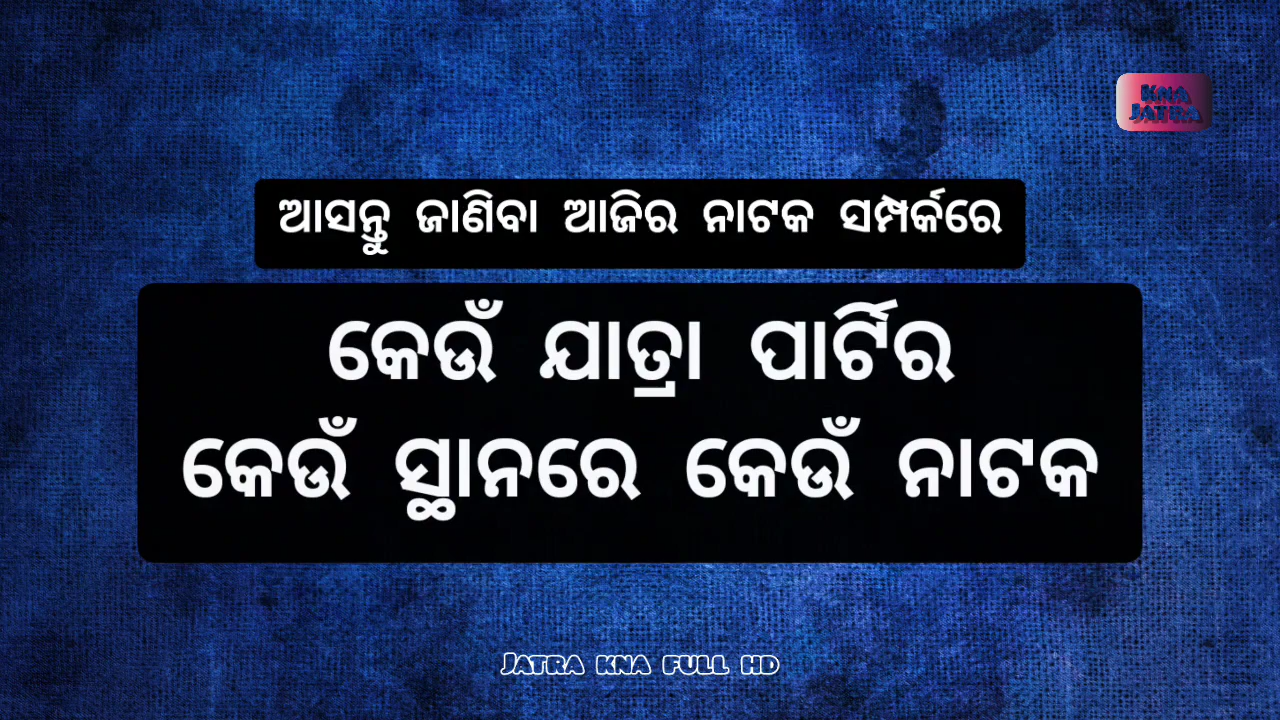 KNA
JATRA
ଆସନ୍ତୁ ଜାଣିବା ଆଜିର ନାଟକ ସମ୍ପର୍କରେ
କେଉଁ ଯାତ୍ରା ପାର୍ଟିର
କେଉଁ ସ୍ଥାନରେ କେଉଁ ନାଟକ
JATRA KNA FULL HD